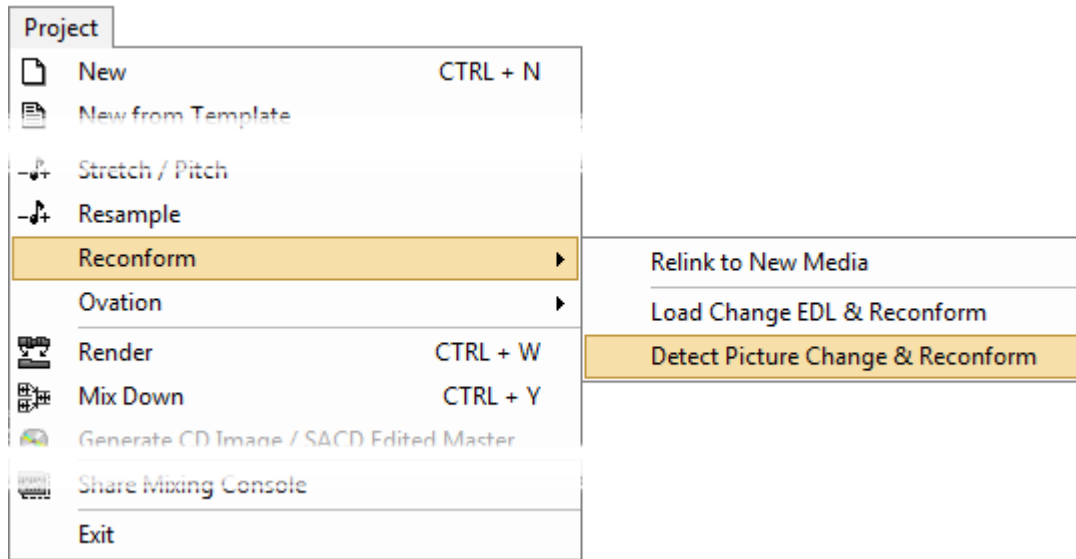 Project
New CTRL + N
New from Template
Stretch / Pitch
Resample
Reconform
Ovation
Render CTRL + W
Mix Down CTRL + Y
Generate CD Image / SACD Edited Master
Share Mixing Console
Exit
Relink to New Media
Load Change EDL & Reconform
Detect Picture Change & Reconform